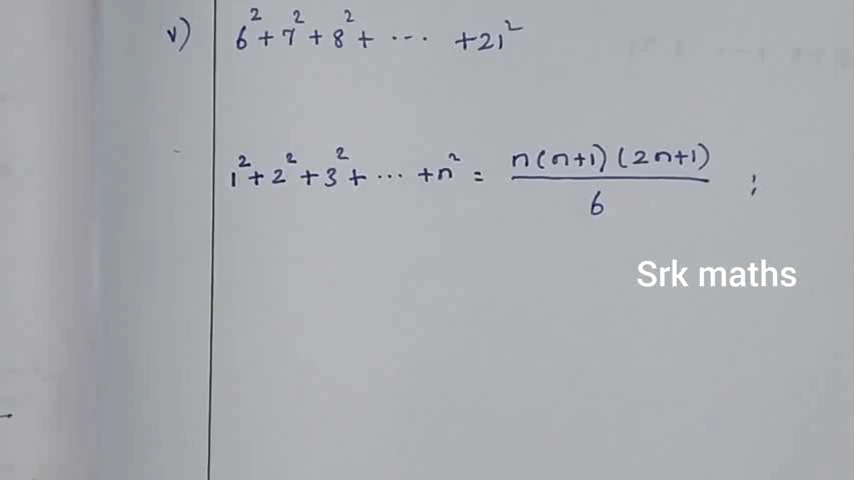 v) 6² + 7² + 8² + ... + 21²
1² + 2² + 3² + ... + n² = n(n+1)(2n+1) / 6 ;
Srk maths